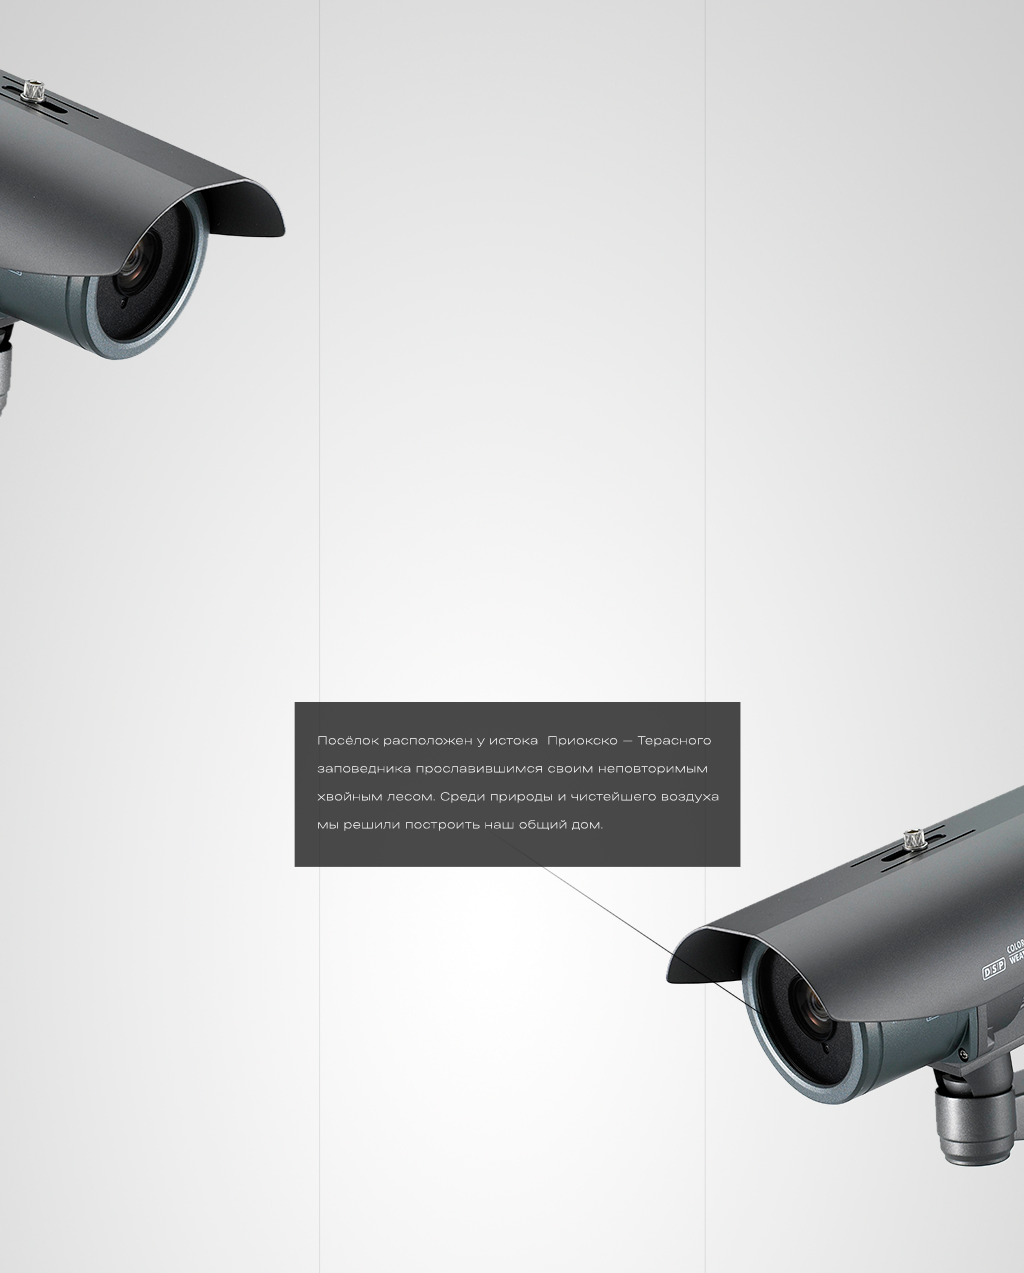 Посёлок расположен у истока  Приокско – Терасного
заповедника прославившимся своим неповторимым
хвойным лесом. Среди природы и чистейшего воздуха
мы решили построить наш общий дом.
DSP